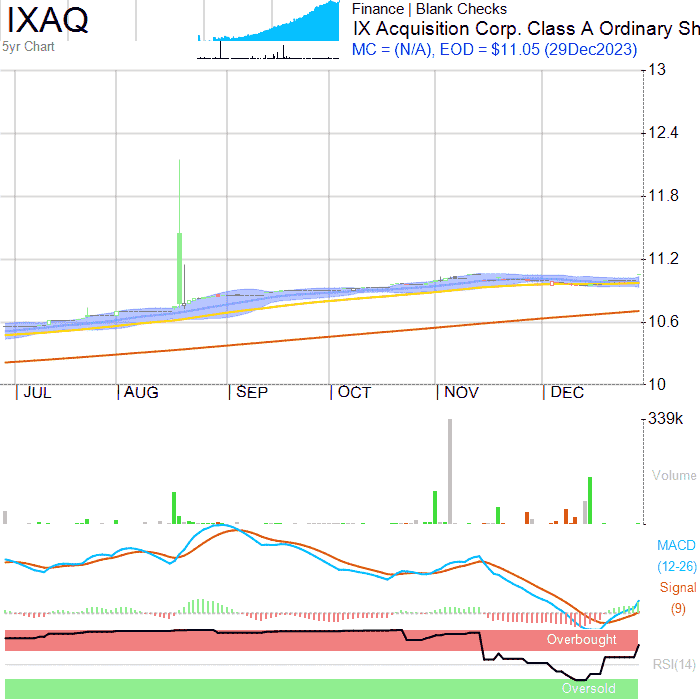 IXAQ
5yr Chart
Finance | Blank Checks
IX Acquisition Corp. Class A Ordinary Sh
MC = (N/A), EOD = $11.05 (29Dec2023)
13
12.4
11.8
11.2
10.6
10
JUL AUG SEP OCT NOV DEC
339k
Volume
MACD
(12-26)
Signal
(9)
Overbought
RSI(14)
Oversold